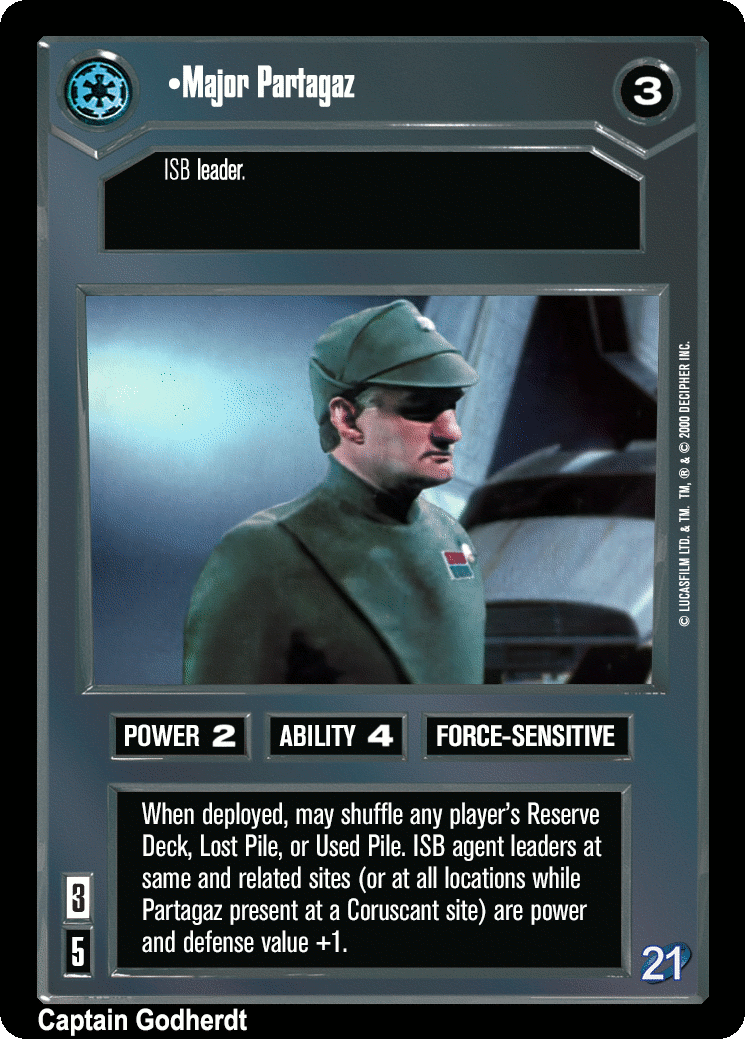 •Major Partagaz
3
ISB leader.
© LUCASFILM LTD. & TM. TM, ® & © 2000 DECIPHER INC.
POWER 2
ABILITY 4
FORCE-SENSITIVE
When deployed, may shuffle any player's Reserve
Deck, Lost Pile, or Used Pile. ISB agent leaders at
same and related sites (or at all locations while
Partagaz present at a Coruscant site) are power
and defense value +1.
3
5
21
Captain Godherdt